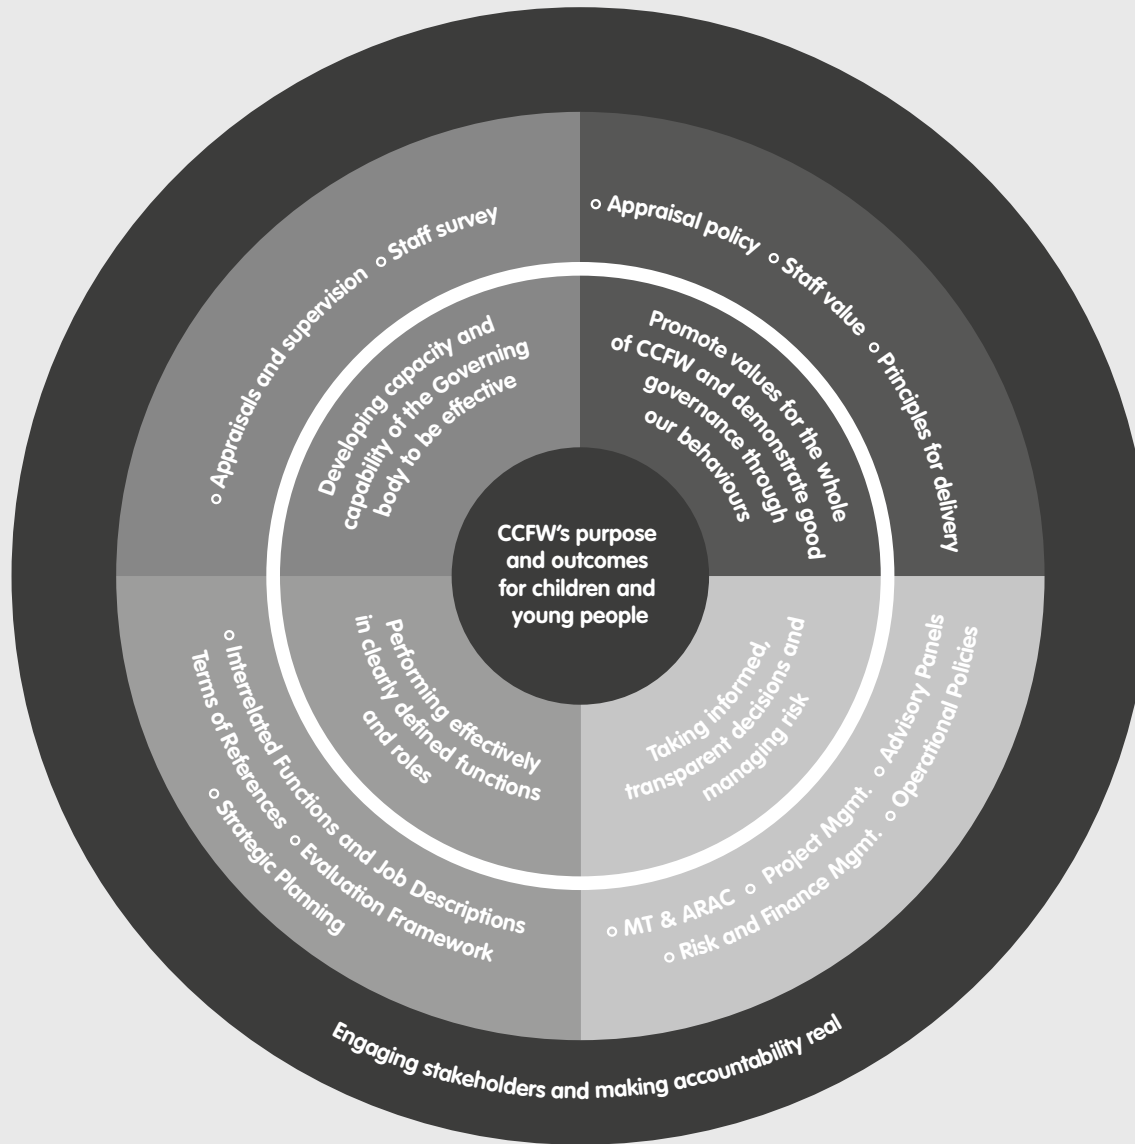 ○ Appraisals and supervision ○ Staff survey
Developing capacity and
capability of the Governing
body to be effective
○ Appraisal policy ○ Staff value ○ Principles for delivery
Promote values for the whole
of CCFW and demonstrate good
governance through
our behaviours
CCFW's purpose
and outcomes
for children and
young people
Performing effectively
in clearly defined functions
and roles
○ Interrelated Functions and Job Descriptions
Terms of References ○ Evaluation Framework
○ Strategic Planning
Taking informed,
transparent decisions and
managing risk
○ MT & ARAC ○ Project Mgmt. ○ Advisory Panels
○ Risk and Finance Mgmt. ○ Operational Policies
Engaging stakeholders and making accountability real